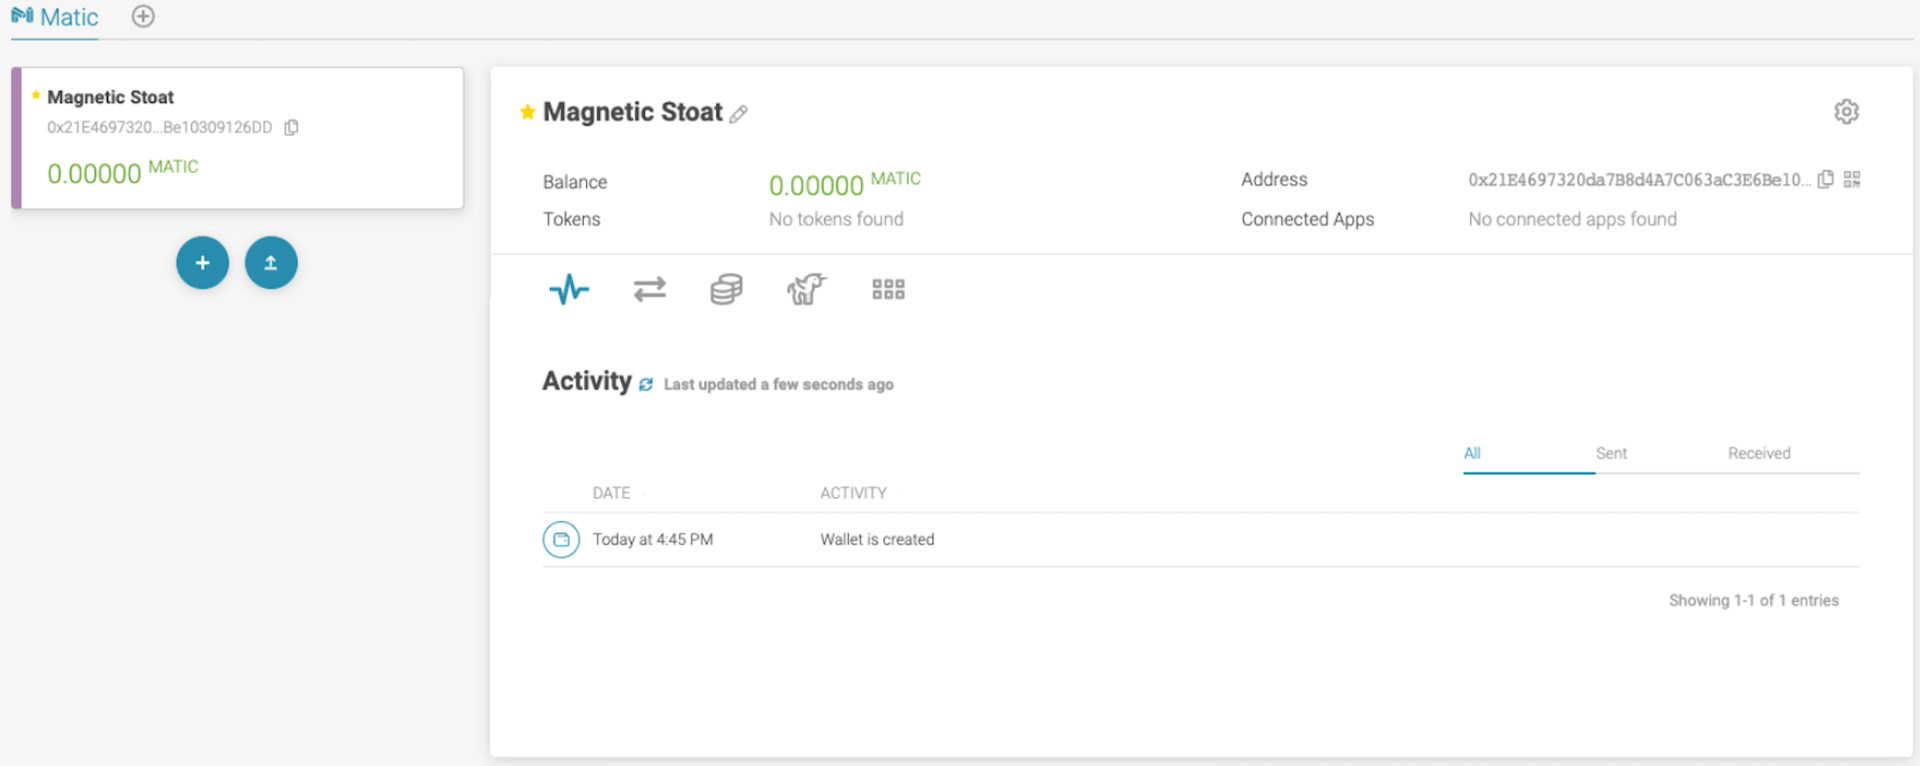 Matic
Magnetic Stoat
0x21E4697320...Be10309126DD
0.00000 MATIC
Magnetic Stoat
Balance 0.00000 MATIC Address 0x21E4697320da7B8d4A7C063aC3E6Be10...
Tokens No tokens found Connected Apps No connected apps found
Activity Last updated a few seconds ago
All Sent Received
DATE ACTIVITY
Today at 4:45 PM Wallet is created
Showing 1-1 of 1 entries